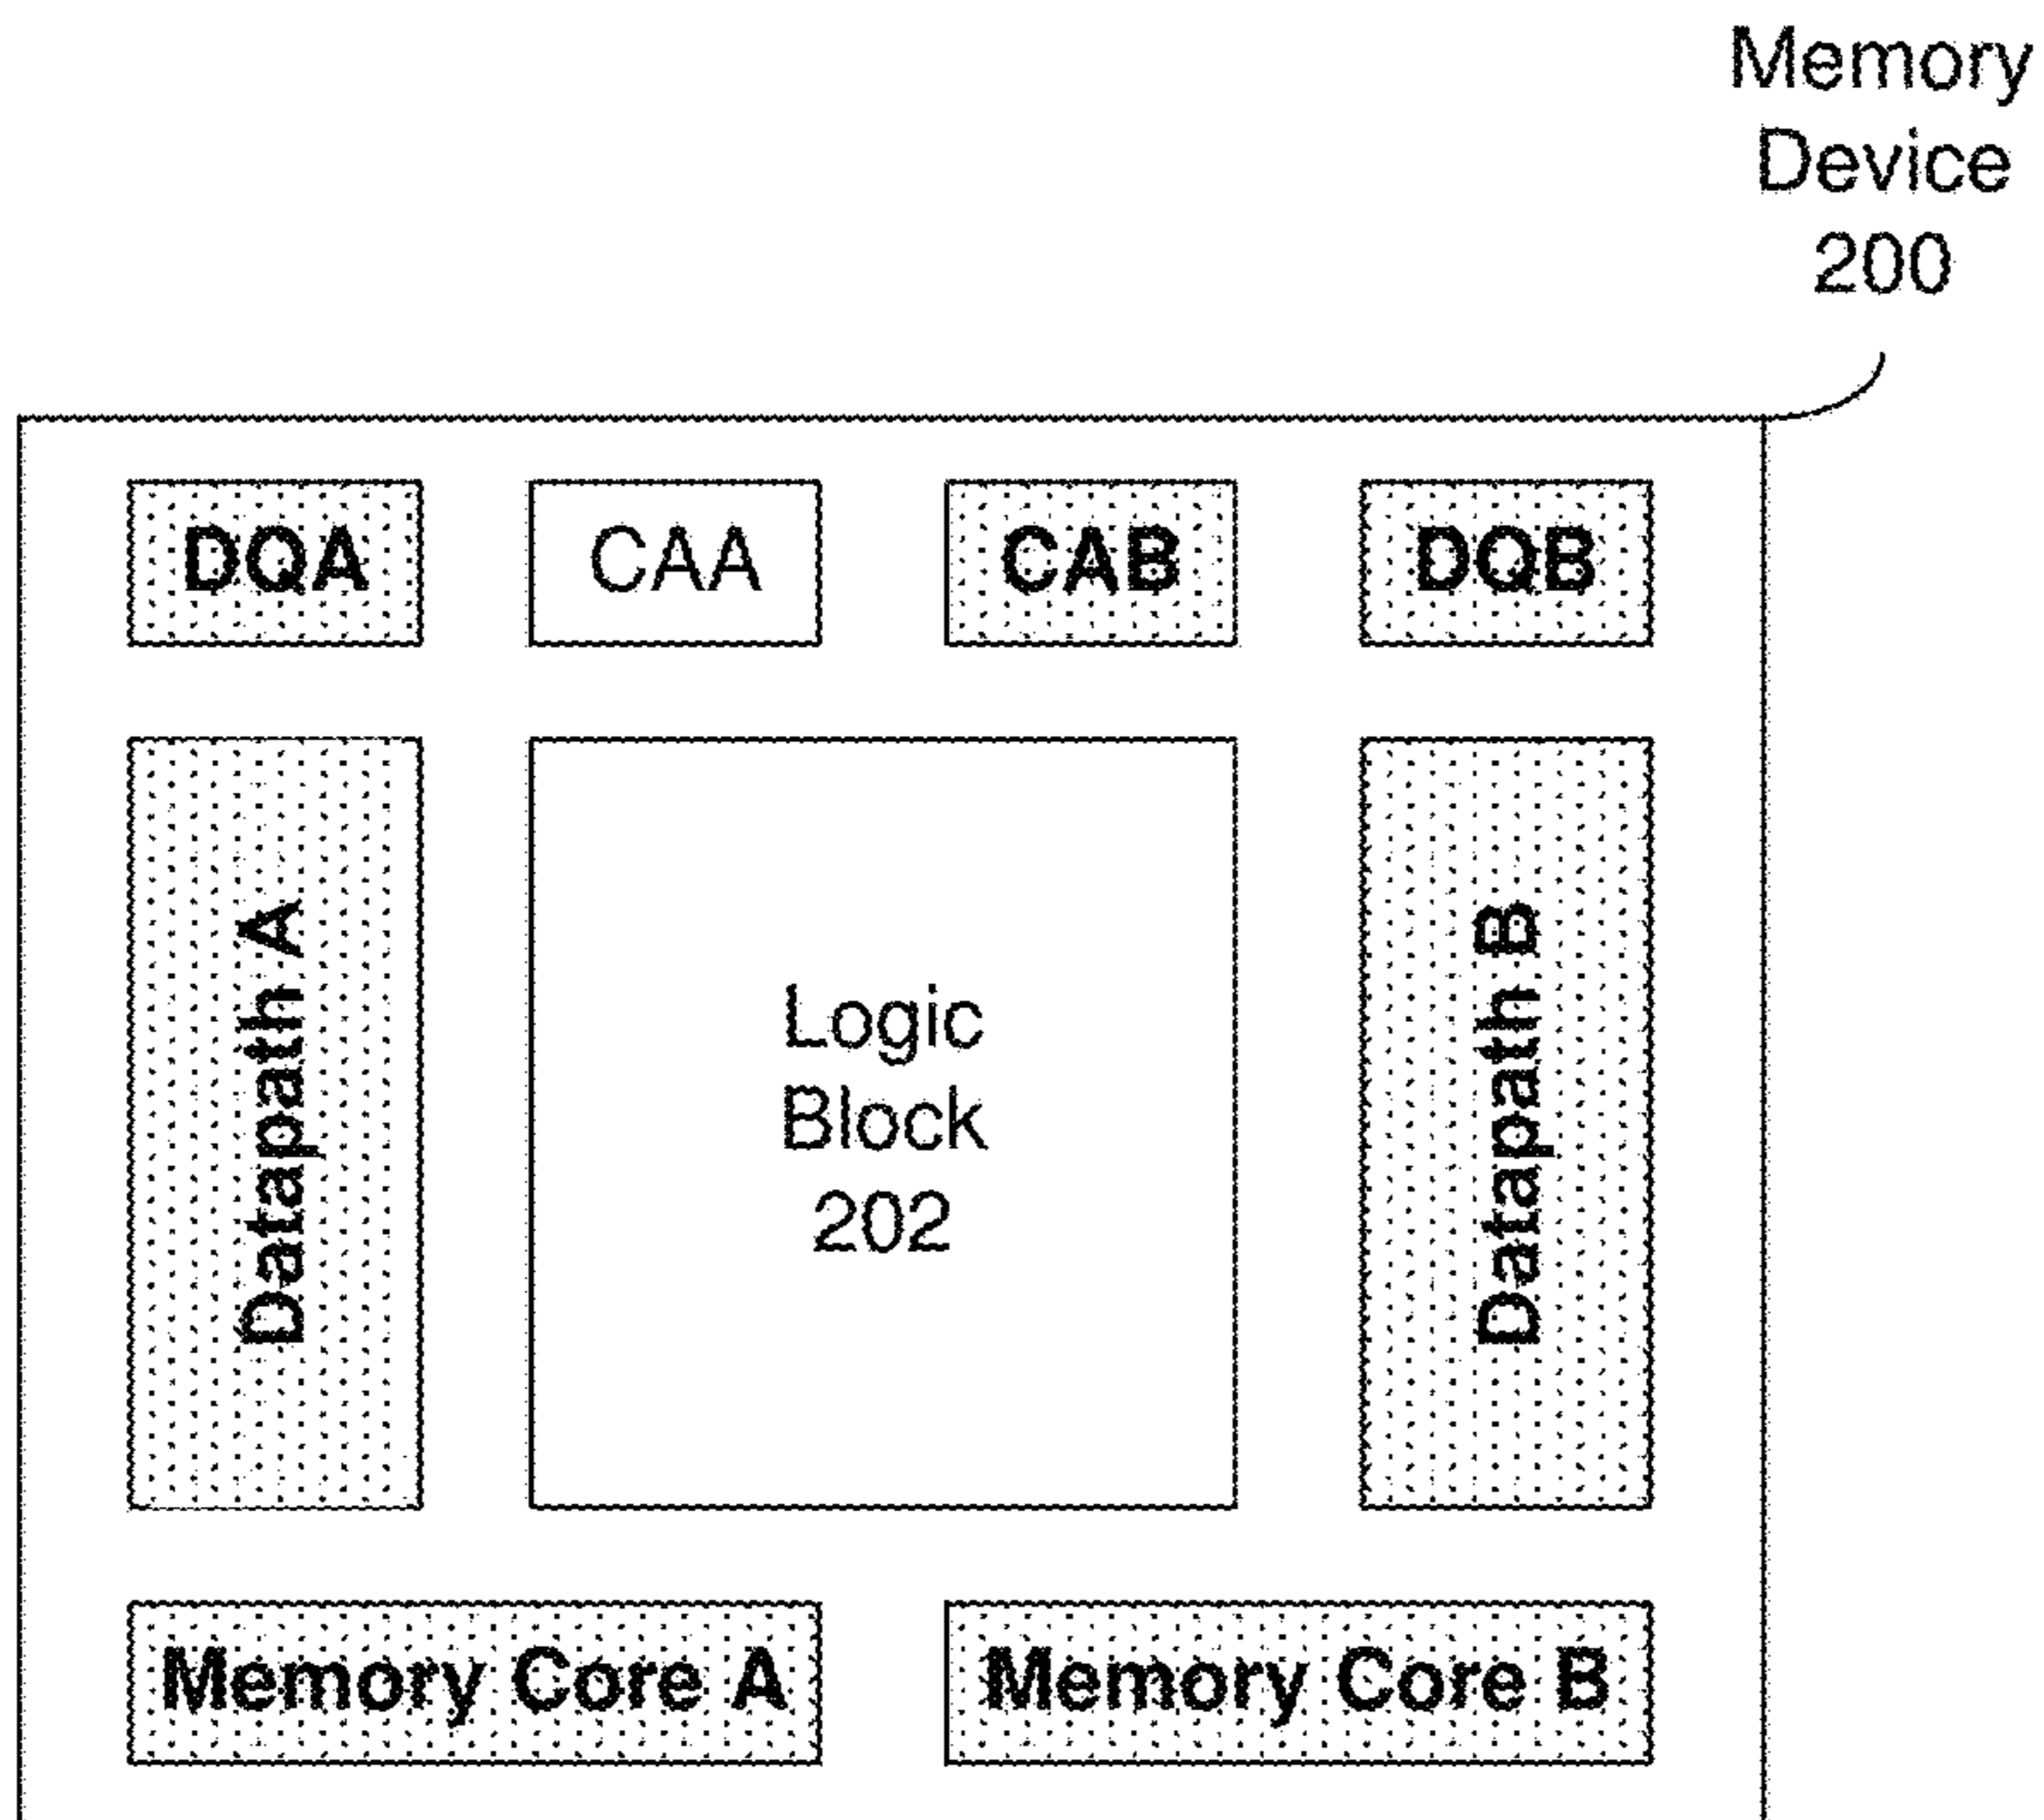 Memory
Device
200
DQA
CAA
CAB
DQB
Datapath A
Logic
Block
202
Datapath B
Memory Core A
Memory Core B